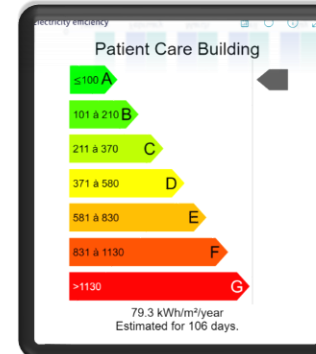 Electricity efficiency
Patient Care Building
≤100 A
101 à 210 B
211 à 370 C
371 à 580 D
581 à 830 E
831 à 1130 F
>1130 G
79.3 kWh/m²/year
Estimated for 106 days.